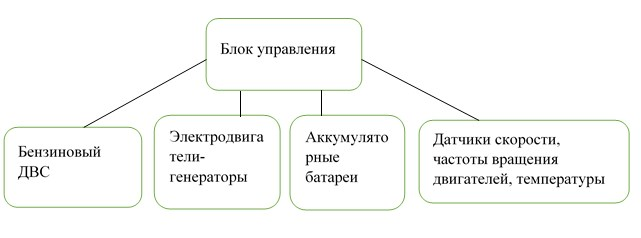 Блок управления
Бензиновый
ДВС
Электродвига
тели-
генераторы
Аккумулято
рные
батареи
Датчики скорости,
частоты вращения
двигателей, температуры